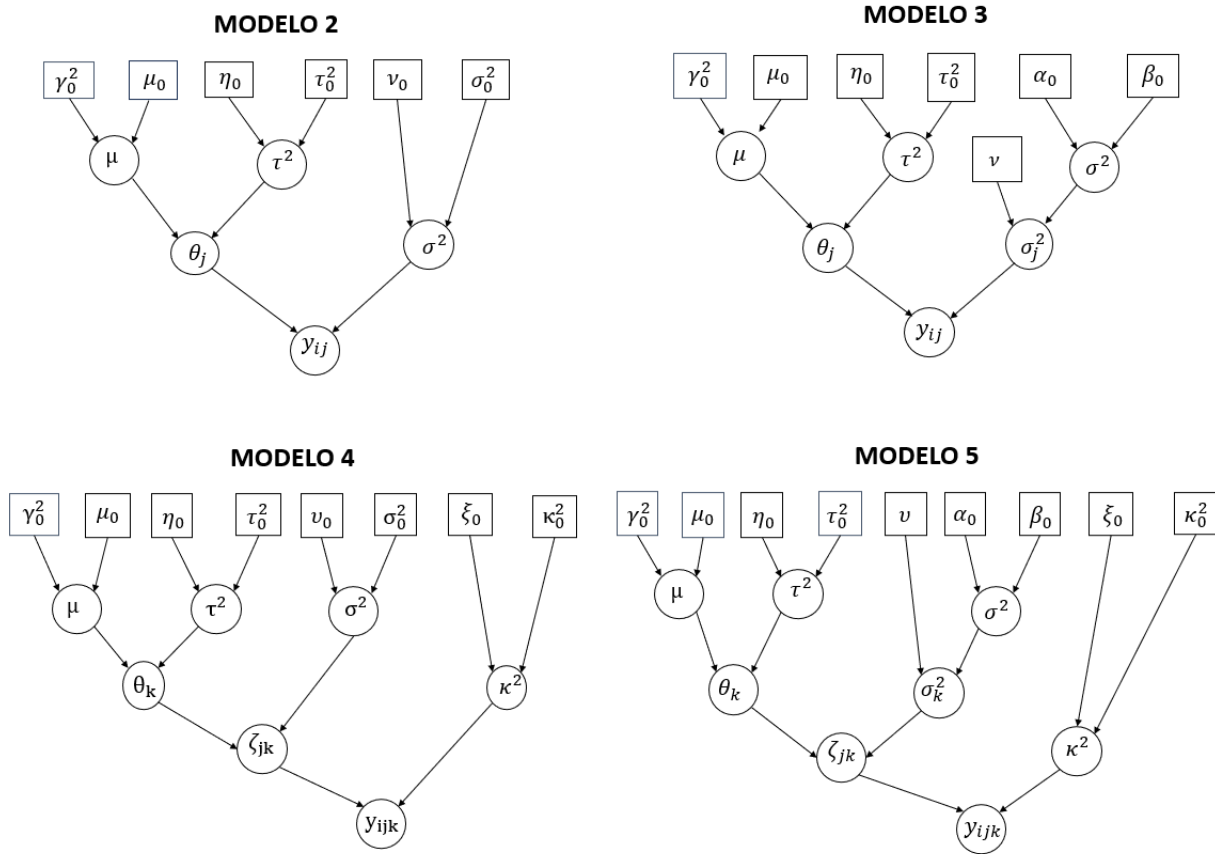 MODELO 2
γ₀² μ₀ η₀ τ₀² ν₀ σ₀²
μ τ²
θⱼ σ²
yᵢⱼ
MODELO 3
γ₀² μ₀ η₀ τ₀² α₀ β₀
μ τ² ν σ²
θⱼ σⱼ²
yᵢⱼ
MODELO 4
γ₀² μ₀ η₀ τ₀² υ₀ σ₀² ξ₀ κ₀²
μ τ² σ²
θₖ κ²
ζⱼₖ
yᵢⱼₖ
MODELO 5
γ₀² μ₀ η₀ τ₀² υ α₀ β₀ ξ₀ κ₀²
μ τ² σ²
θₖ σₖ²
ζⱼₖ κ²
yᵢⱼₖ